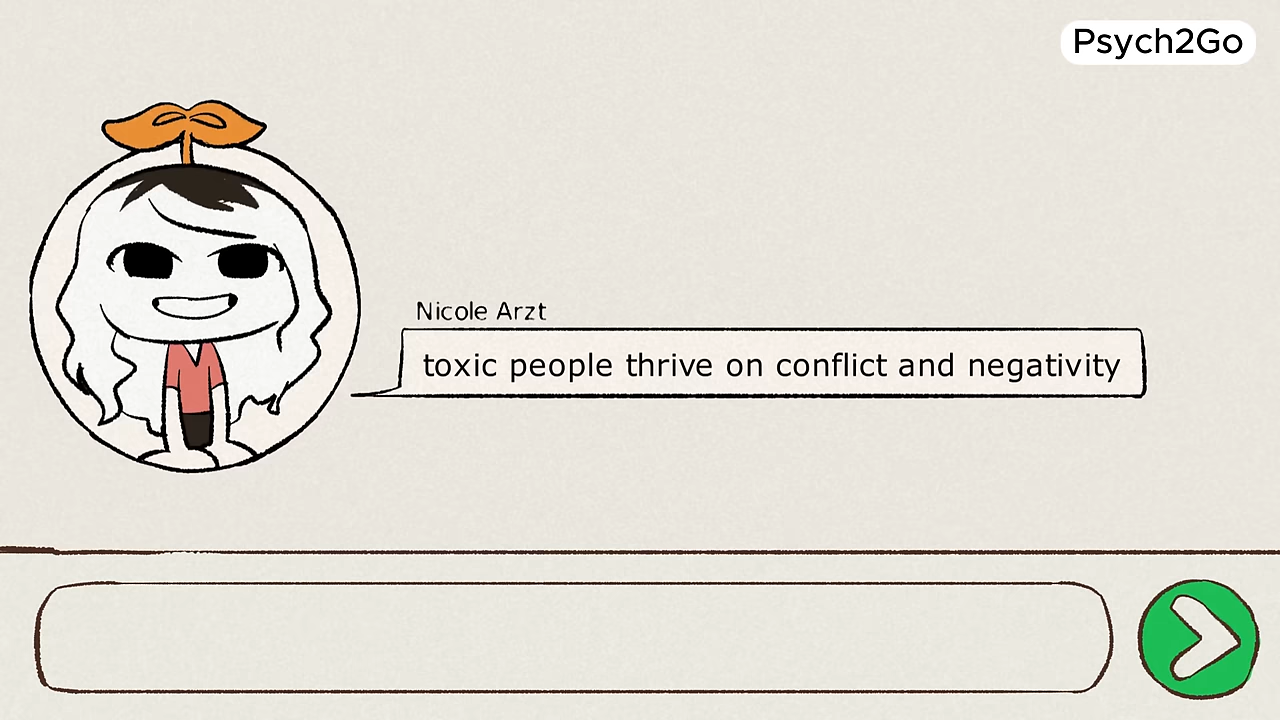 Psych2Go
Nicole Arzt
toxic people thrive on conflict and negativity